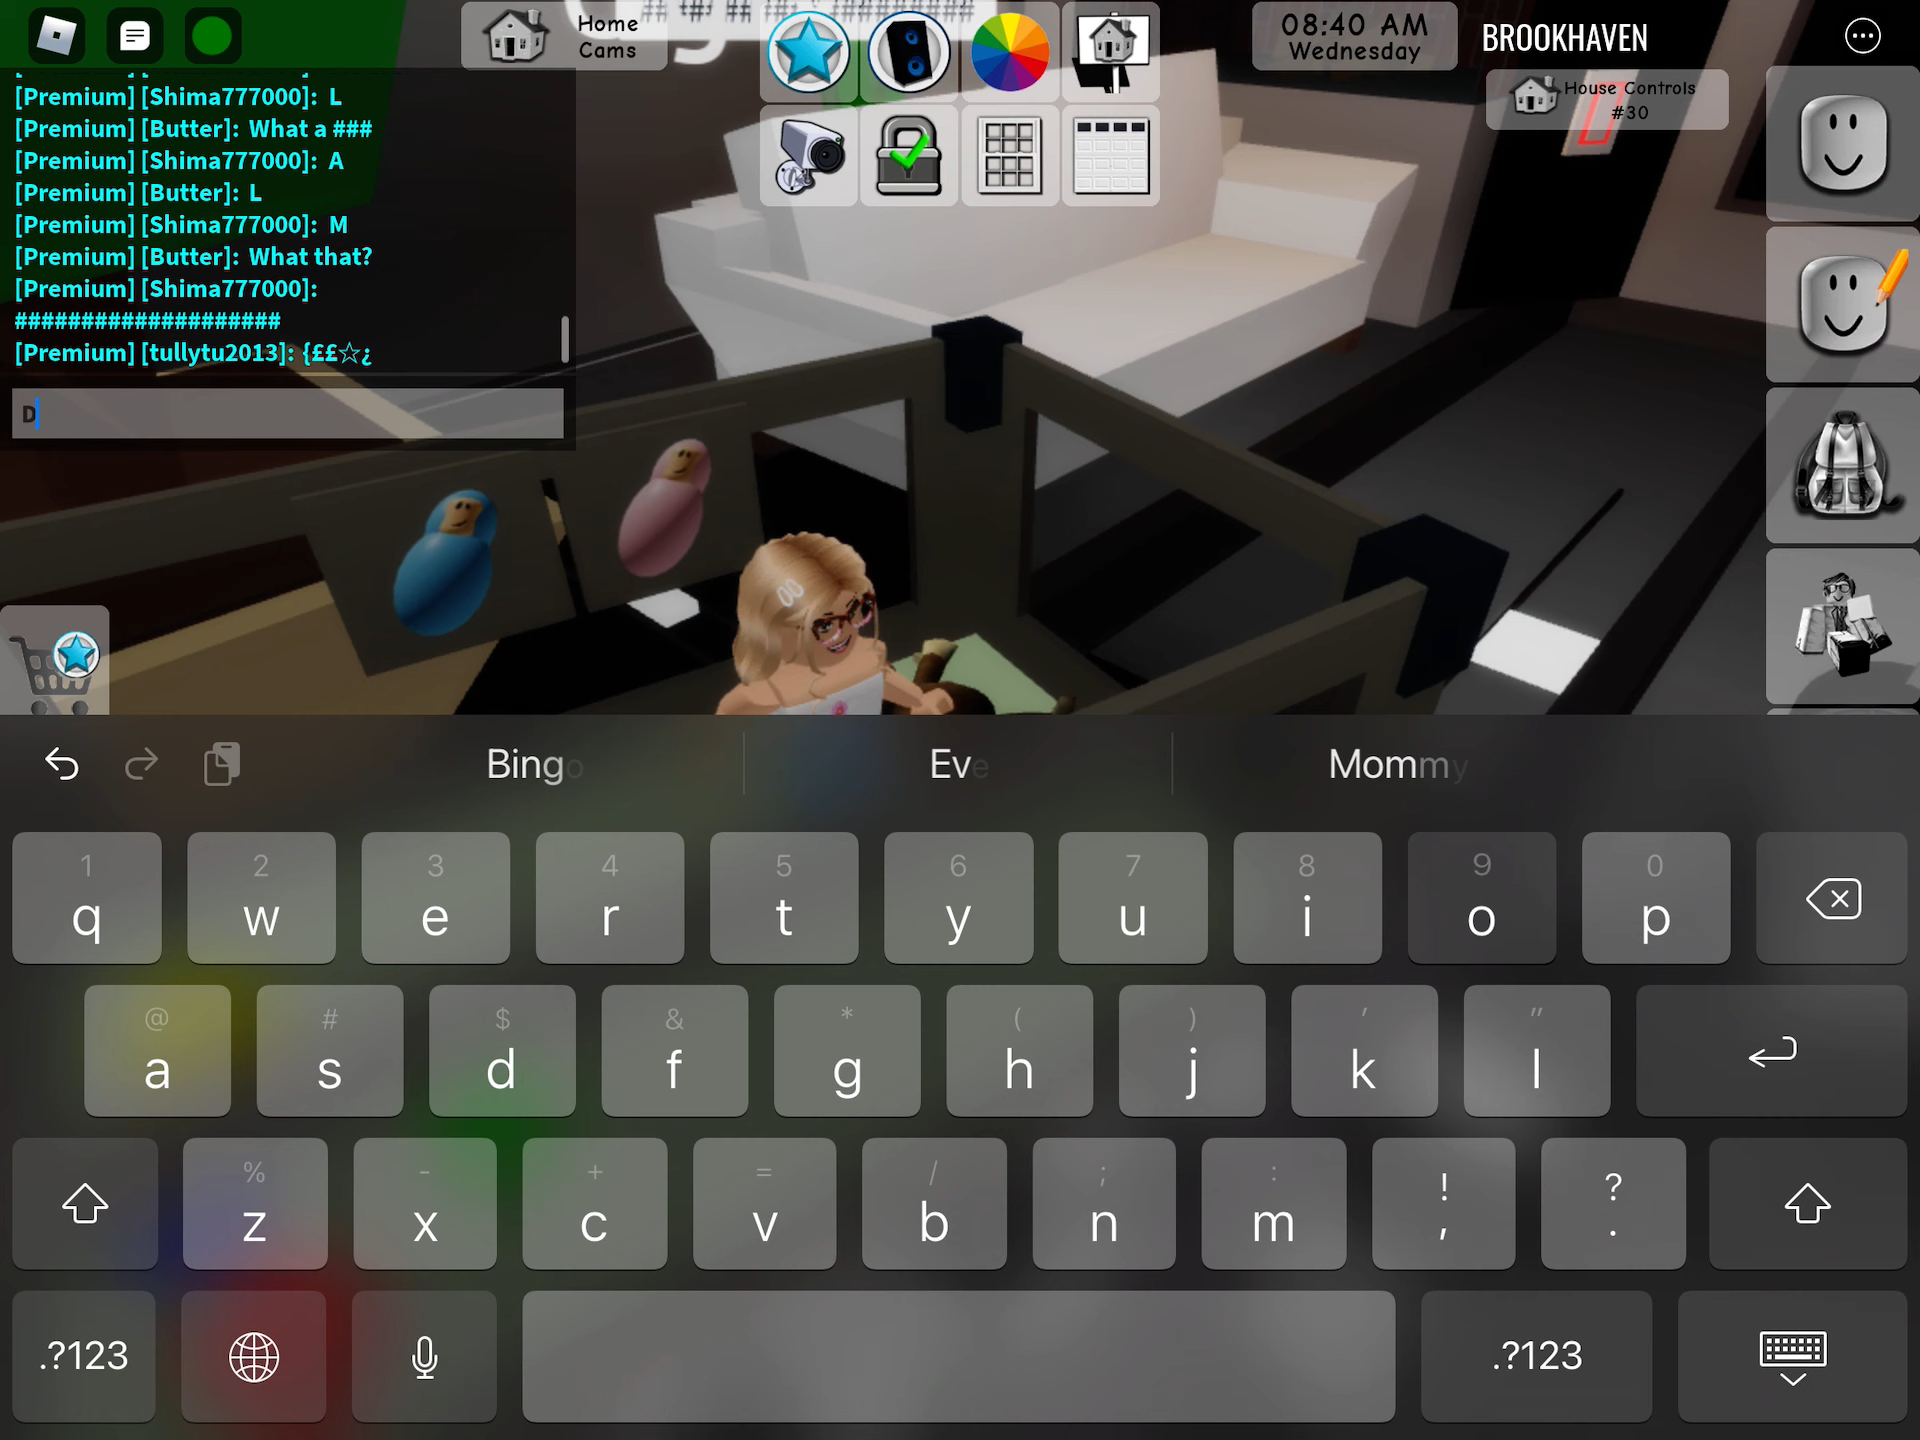 Home
Cams
08:40 AM
Wednesday
BROOKHAVEN
House Controls
#30
[Premium] [Shima777000]: L
[Premium] [Butter]: What a ###
[Premium] [Shima777000]: A
[Premium] [Butter]: L
[Premium] [Shima777000]: M
[Premium] [Butter]: What that?
[Premium] [Shima777000]:
####################
[Premium] [tullytu2013]: {££☆¿
D
Bingo
Eve
Mommy
1 2 3 4 5 6 7 8 9 0
q w e r t y u i o p
@ # $ & * ( ) ' "
a s d f g h j k l
% - + = / ; : ! ?
z x c v b n m , .
.?123 .?123